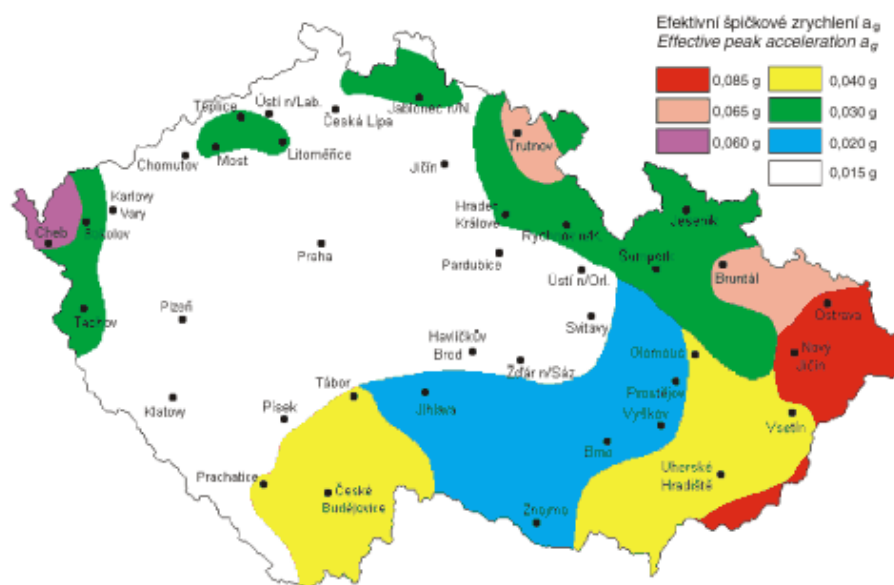 Efektivní špičkové zrychlení ag
Effective peak acceleration ag
0,085 g
0,040 g
0,065 g
0,030 g
0,060 g
0,020 g
0,015 g
Teplice
Ústí n/Lab.
Jablonec n/N
Česká Lípa
Most
Litoměřice
Chomutov
Trutnov
Jičín
Karlovy
Vary
Sokolov
Cheb
Hradec
Králové
Jeseník
Rychnov n/K.
Praha
Pardubice
Šumperk
Bruntál
Ústí n/Orl.
Tachov
Plzeň
Svitavy
Ostrava
Havlíčkův
Brod
Žďár n/Sáz.
Olomouc
Nový
Jičín
Tábor
Jihlava
Prostějov
Klatovy
Písek
Vyškov
Vsetín
Brno
Prachatice
České
Budějovice
Uherské
Hradiště
Znojmo